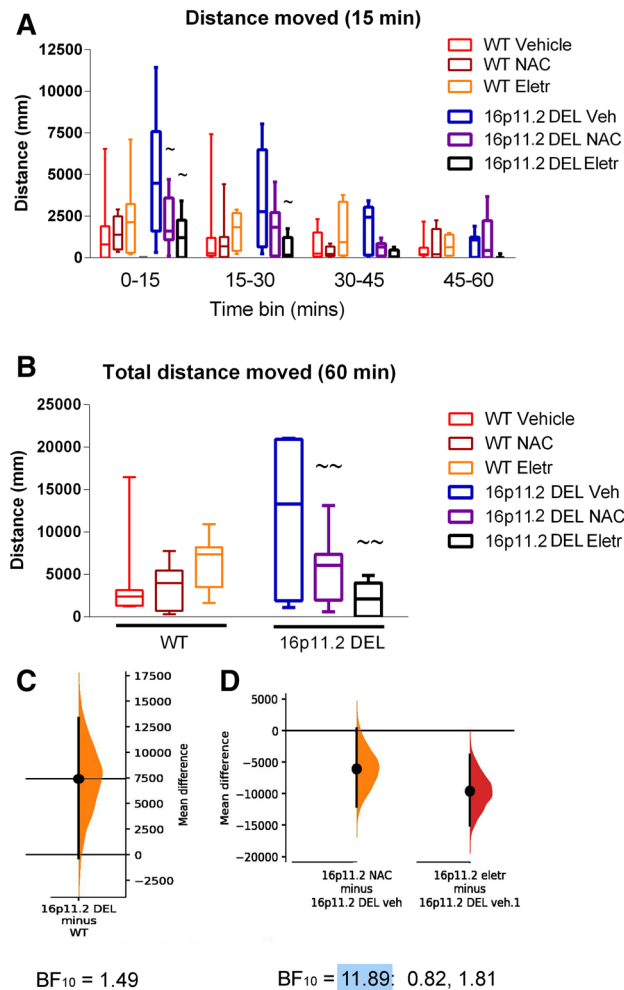 A
Distance moved (15 min)
12500
10000
7500
5000
2500
0
Distance (mm)
~
~
~
0-15
15-30
30-45
45-60
Time bin (mins)
WT Vehicle
WT NAC
WT Eletr
16p11.2 DEL Veh
16p11.2 DEL NAC
16p11.2 DEL Eletr
B
Total distance moved (60 min)
25000
20000
15000
10000
5000
0
Distance (mm)
~~
~~
WT
16p11.2 DEL
WT Vehicle
WT NAC
WT Eletr
16p11.2 DEL Veh
16p11.2 DEL NAC
16p11.2 DEL Eletr
C
17500
15000
12500
10000
7500
5000
2500
0
−2500
Mean difference
16p11.2 DEL
minus
WT
BF10 = 1.49
D
5000
0
−5000
−10000
−15000
−20000
Mean difference
16p11.2 NAC
minus
16p11.2 DEL veh
16p11.2 eletr
minus
16p11.2 DEL veh.1
BF10 = 11.89: 0.82, 1.81